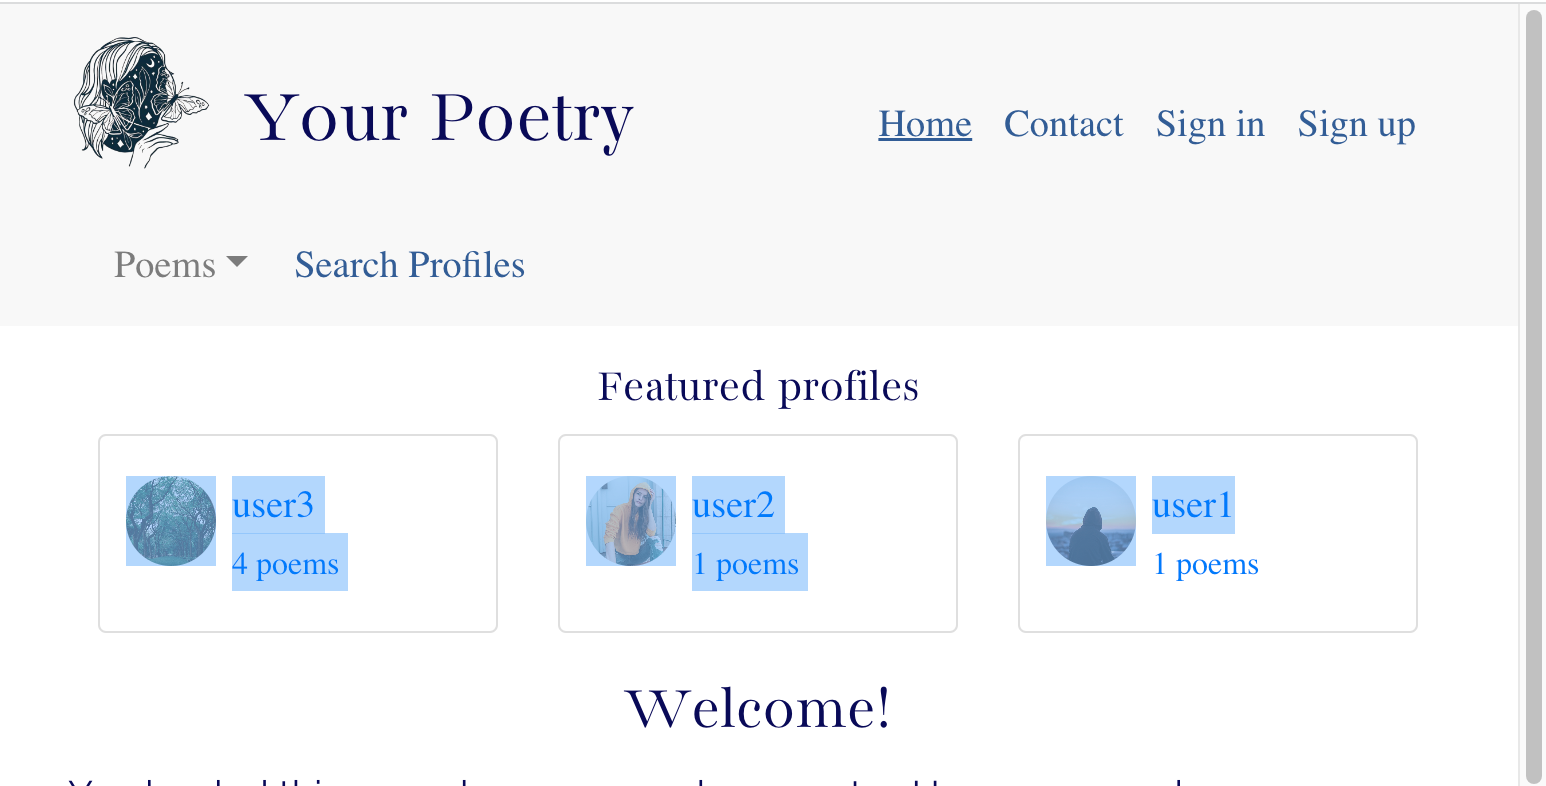 Your Poetry
Home Contact Sign in Sign up
Poems Search Profiles
Featured profiles
user3 user2 user1
4 poems 1 poems 1 poems
Welcome!